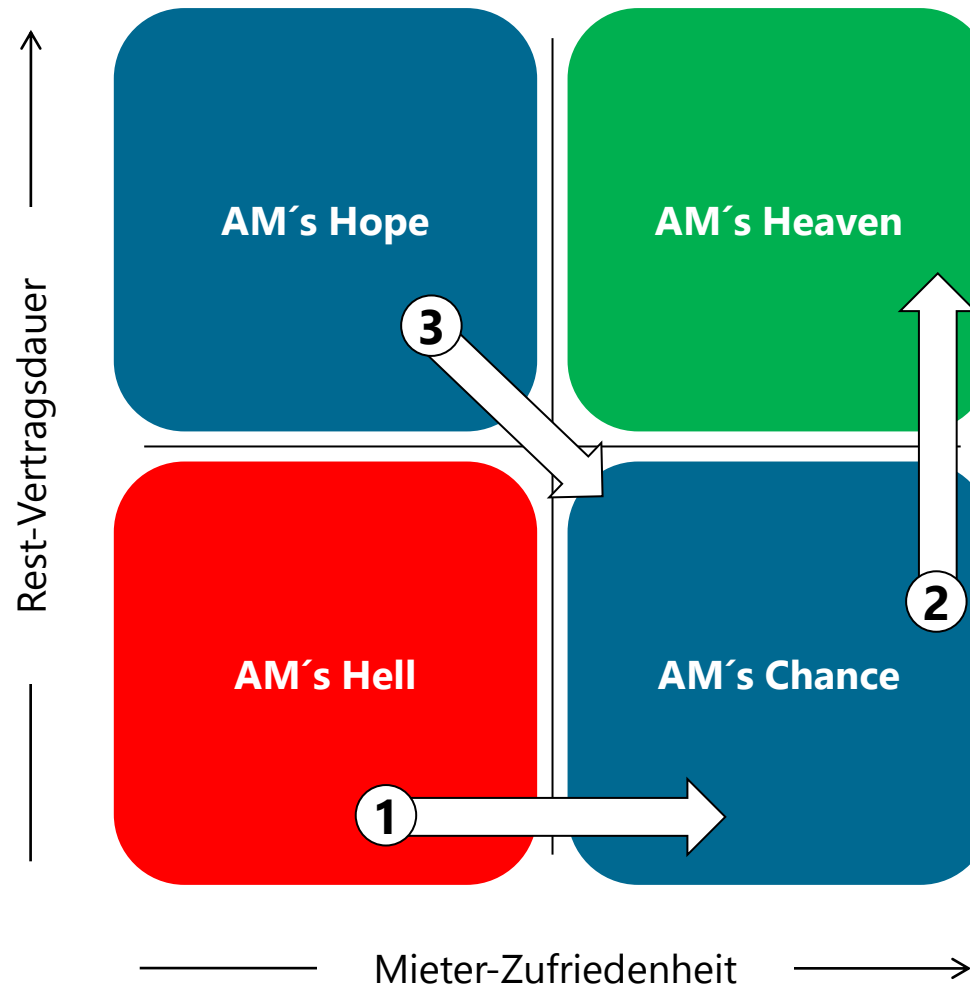 AM´s Hope
AM´s Heaven
3
Rest-Vertragsdauer
2
AM´s Hell
AM´s Chance
1
Mieter-Zufriedenheit